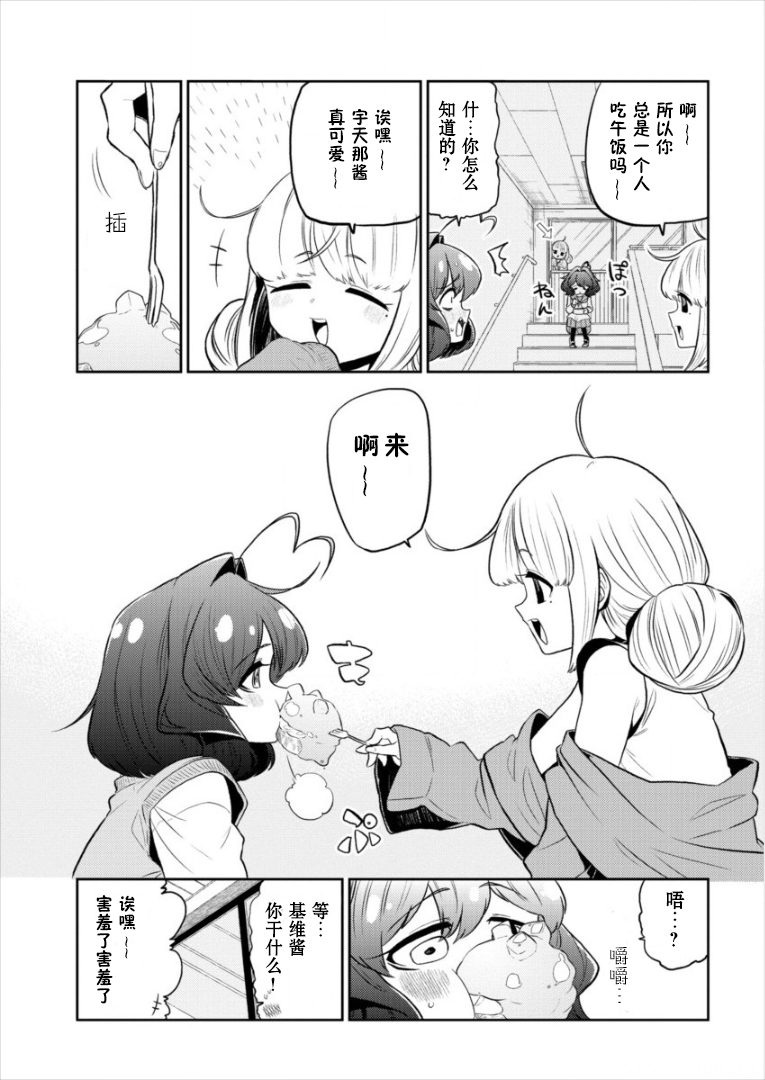 啊~
所以你
总是一个人
吃午饭吗~
什…你怎么
知道的?
ぽつ
ねん
诶嘿~
宇天那酱
真可爱~
插
来
啊~
唔…?
嚼嚼…
等…
基维酱
你干什么!
诶嘿~
害羞了害羞了